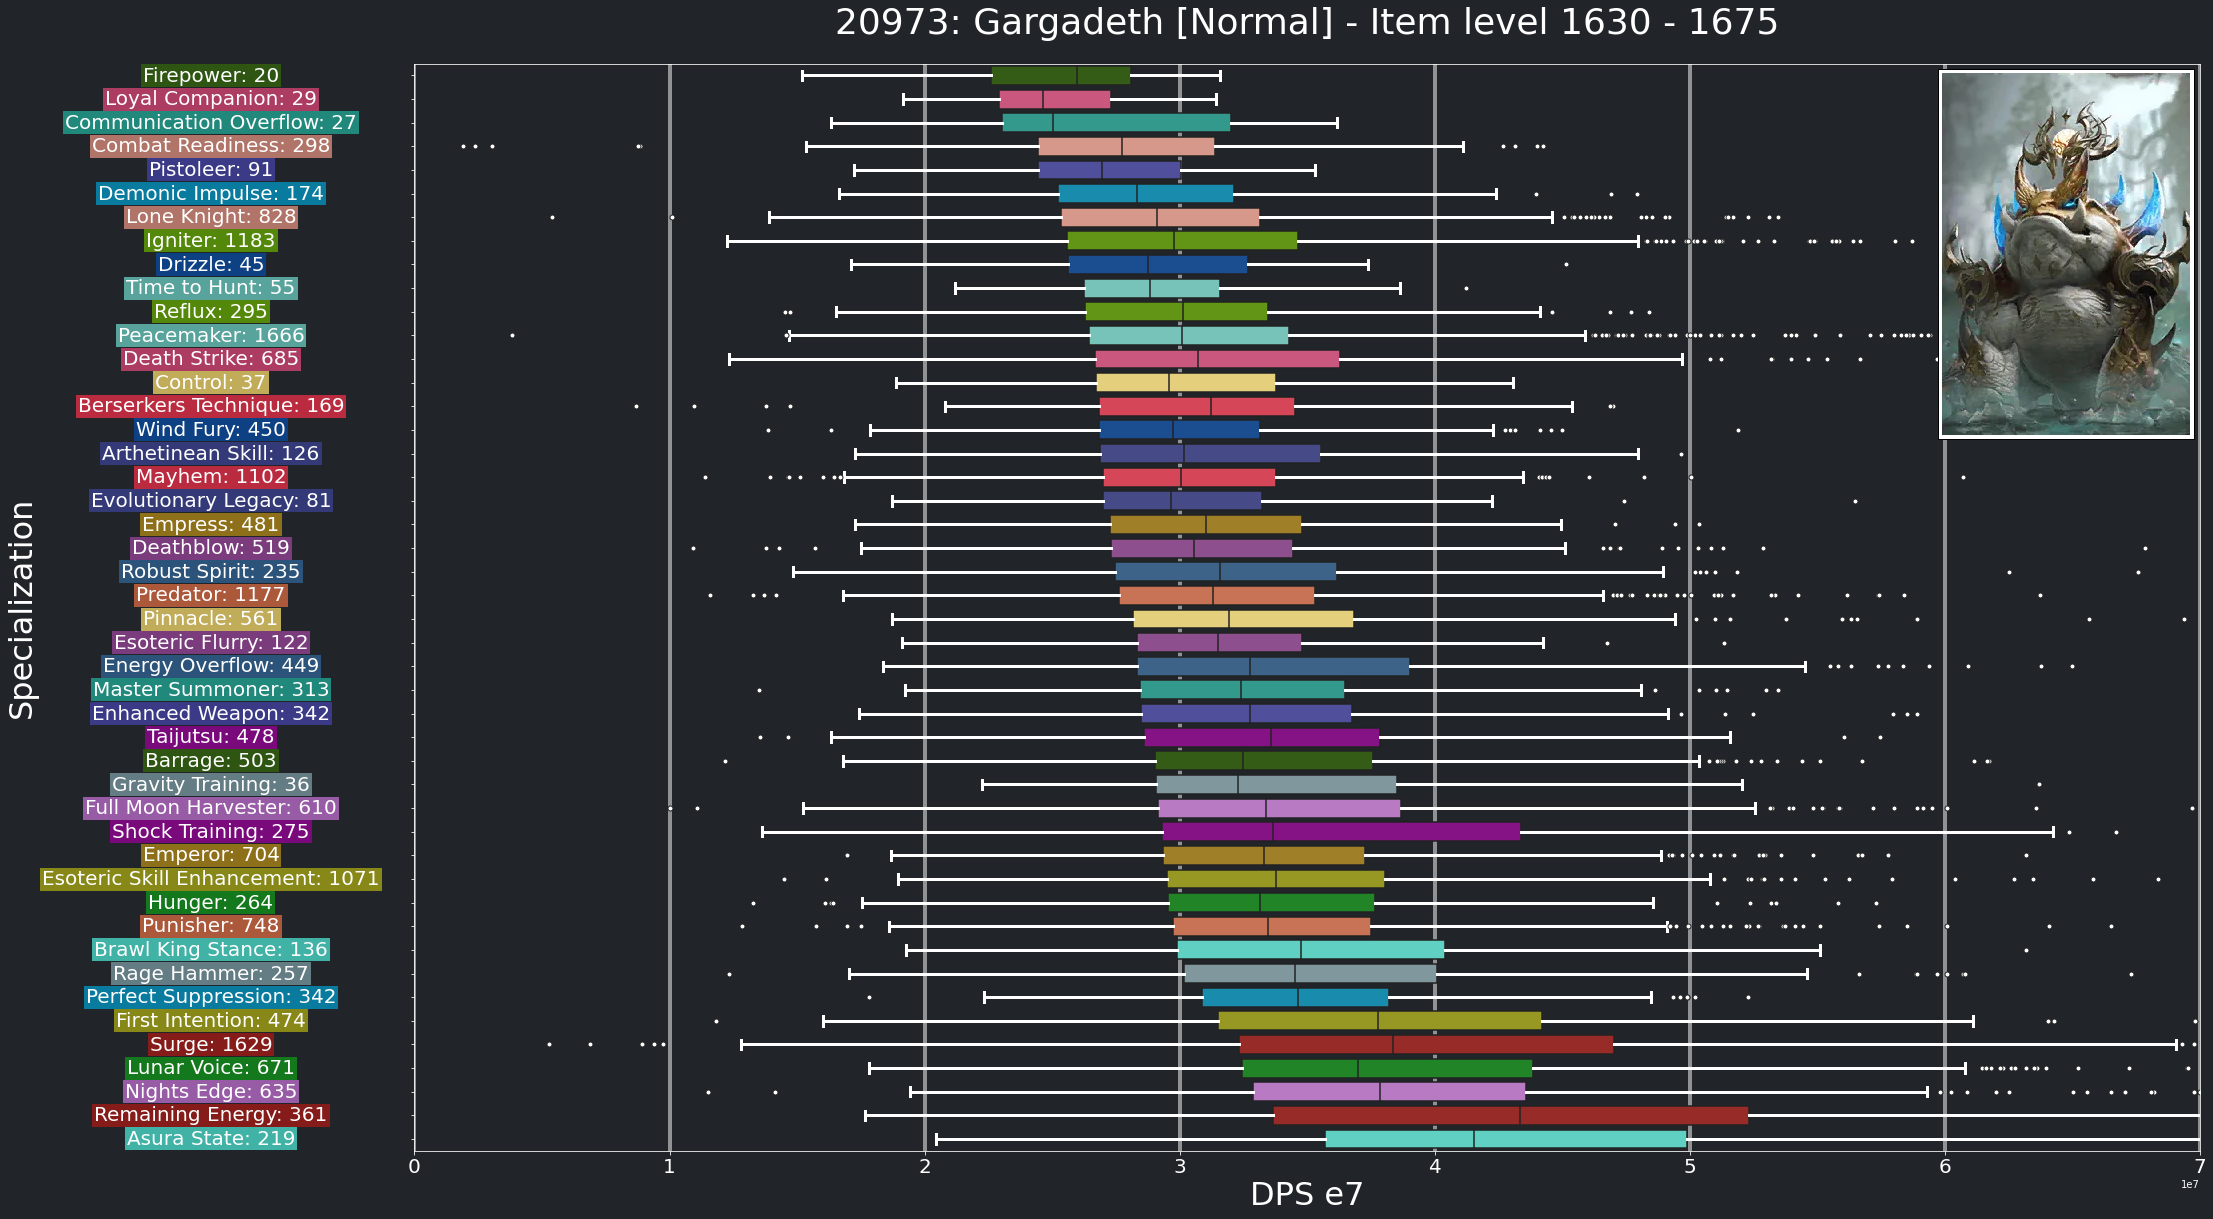 20973: Gargadeth [Normal] - Item level 1630 - 1675
Specialization
Firepower: 20
Loyal Companion: 29
Communication Overflow: 27
Combat Readiness: 298
Pistoleer: 91
Demonic Impulse: 174
Lone Knight: 828
Igniter: 1183
Drizzle: 45
Time to Hunt: 55
Reflux: 295
Peacemaker: 1666
Death Strike: 685
Control: 37
Berserkers Technique: 169
Wind Fury: 450
Arthetinean Skill: 126
Mayhem: 1102
Evolutionary Legacy: 81
Empress: 481
Deathblow: 519
Robust Spirit: 235
Predator: 1177
Pinnacle: 561
Esoteric Flurry: 122
Energy Overflow: 449
Master Summoner: 313
Enhanced Weapon: 342
Taijutsu: 478
Barrage: 503
Gravity Training: 36
Full Moon Harvester: 610
Shock Training: 275
Emperor: 704
Esoteric Skill Enhancement: 1071
Hunger: 264
Punisher: 748
Brawl King Stance: 136
Rage Hammer: 257
Perfect Suppression: 342
First Intention: 474
Surge: 1629
Lunar Voice: 671
Nights Edge: 635
Remaining Energy: 361
Asura State: 219
0 1 2 3 4 5 6 7
1e7
DPS e7